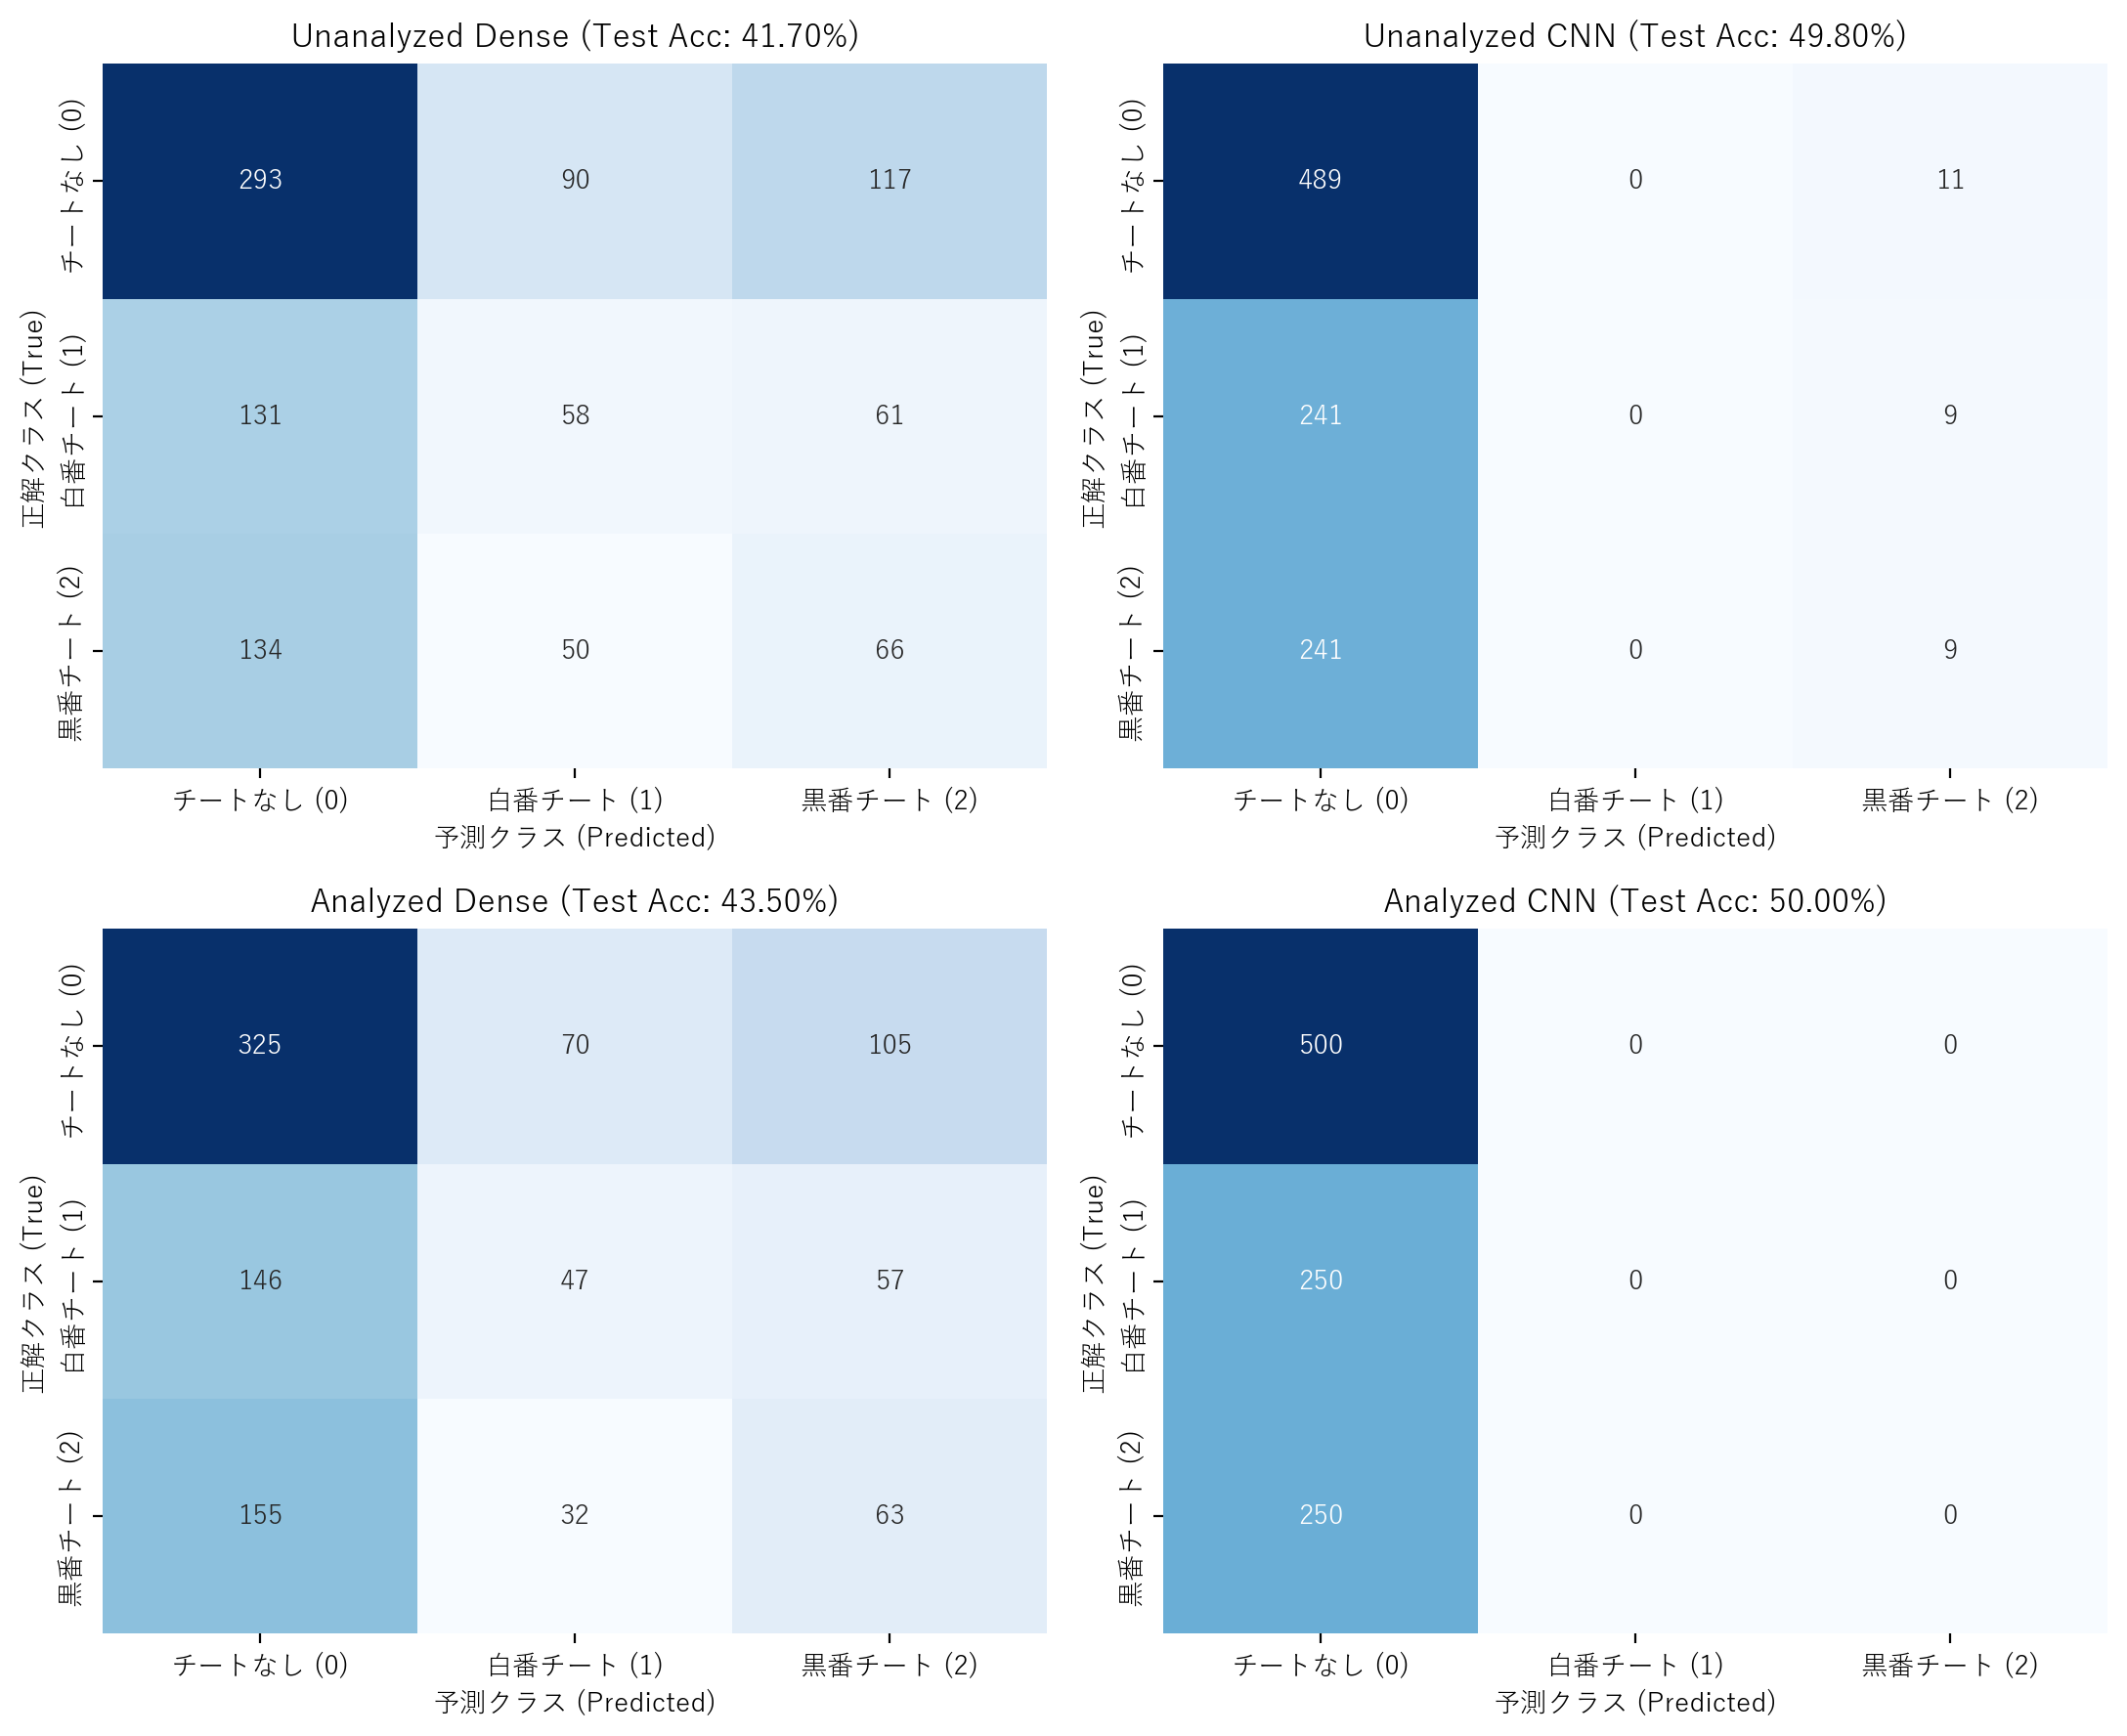 Unanalyzed Dense (Test Acc: 41.70%)
正解クラス (True)
チートなし (0)
白番チート (1)
黒番チート (2)
293 90 117
131 58 61
134 50 66
チートなし (0) 白番チート (1) 黒番チート (2)
予測クラス (Predicted)
Unanalyzed CNN (Test Acc: 49.80%)
正解クラス (True)
チートなし (0)
白番チート (1)
黒番チート (2)
489 0 11
241 0 9
241 0 9
チートなし (0) 白番チート (1) 黒番チート (2)
予測クラス (Predicted)
Analyzed Dense (Test Acc: 43.50%)
正解クラス (True)
チートなし (0)
白番チート (1)
黒番チート (2)
325 70 105
146 47 57
155 32 63
チートなし (0) 白番チート (1) 黒番チート (2)
予測クラス (Predicted)
Analyzed CNN (Test Acc: 50.00%)
正解クラス (True)
チートなし (0)
白番チート (1)
黒番チート (2)
500 0 0
250 0 0
250 0 0
チートなし (0) 白番チート (1) 黒番チート (2)
予測クラス (Predicted)